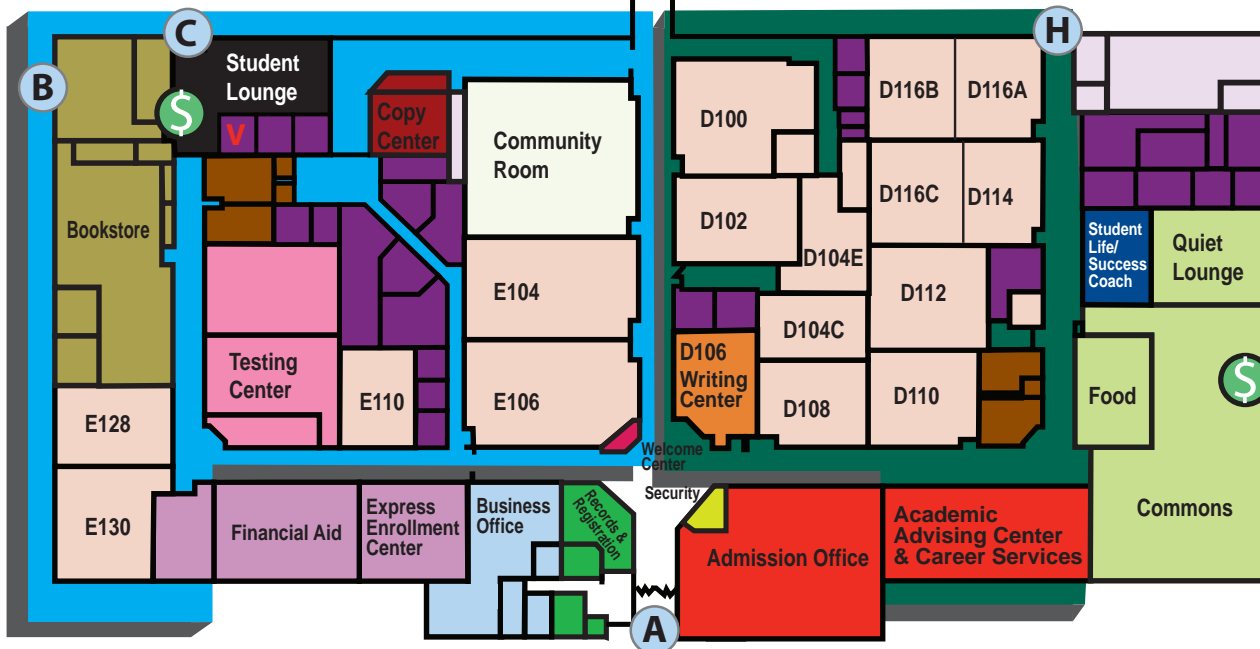 C
H
B
$
Student
Lounge
V
Copy
Center
Community
Room
D100
D116B
D116A
D116C
D114
D102
D104E
Bookstore
Student
Life/
Success
Coach
Quiet
Lounge
E104
D112
D104C
Testing
Center
E110
E106
D106
Writing
Center
D108
D110
Food
$
E128
Welcome
Center
Security
E130
Financial Aid
Express
Enrollment
Center
Business
Office
Records &
Registration
Admission Office
Academic
Advising Center
& Career Services
Commons
A